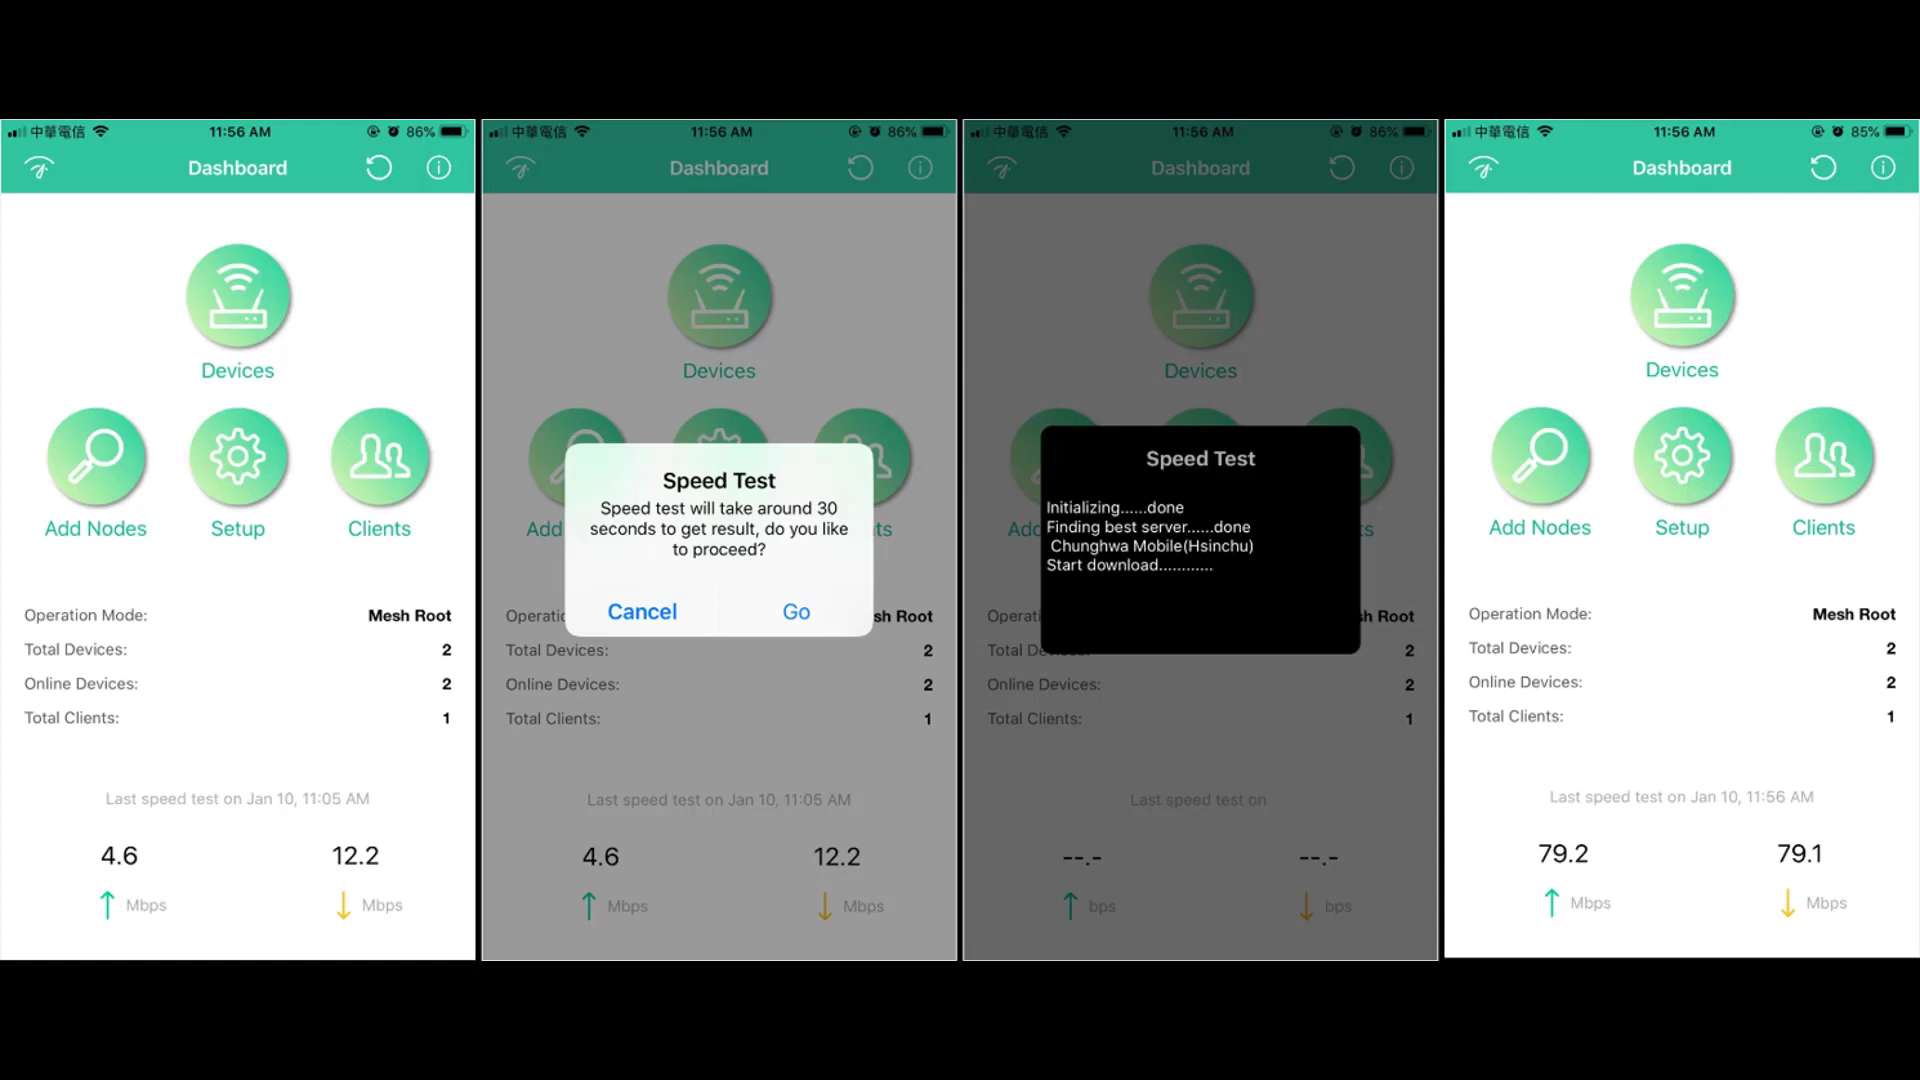 中華電信
11:56 AM
86%
Dashboard
Devices
Add Nodes
Setup
Clients
Operation Mode:
Mesh Root
Total Devices:
2
Online Devices:
2
Total Clients:
1
Last speed test on Jan 10, 11:05 AM
4.6
12.2
Mbps
Mbps
中華電信
11:56 AM
86%
Dashboard
Devices
Add
ts
Speed Test
Speed test will take around 30
seconds to get result, do you like
to proceed?
Cancel
Go
Operatio
sh Root
Total Devices:
2
Online Devices:
2
Total Clients:
1
Last speed test on Jan 10, 11:05 AM
4.6
12.2
Mbps
Mbps
中華電信
11:56 AM
86%
Dashboard
Devices
Add
ts
Speed Test
Initializing......done
Finding best server......done
Chunghwa Mobile(Hsinchu)
Start download............
Operati
h Root
Total Devices:
2
Online Devices:
2
Total Clients:
1
Last speed test on
--.-
--.-
bps
bps
中華電信
11:56 AM
85%
Dashboard
Devices
Add Nodes
Setup
Clients
Operation Mode:
Mesh Root
Total Devices:
2
Online Devices:
2
Total Clients:
1
Last speed test on Jan 10, 11:56 AM
79.2
79.1
Mbps
Mbps